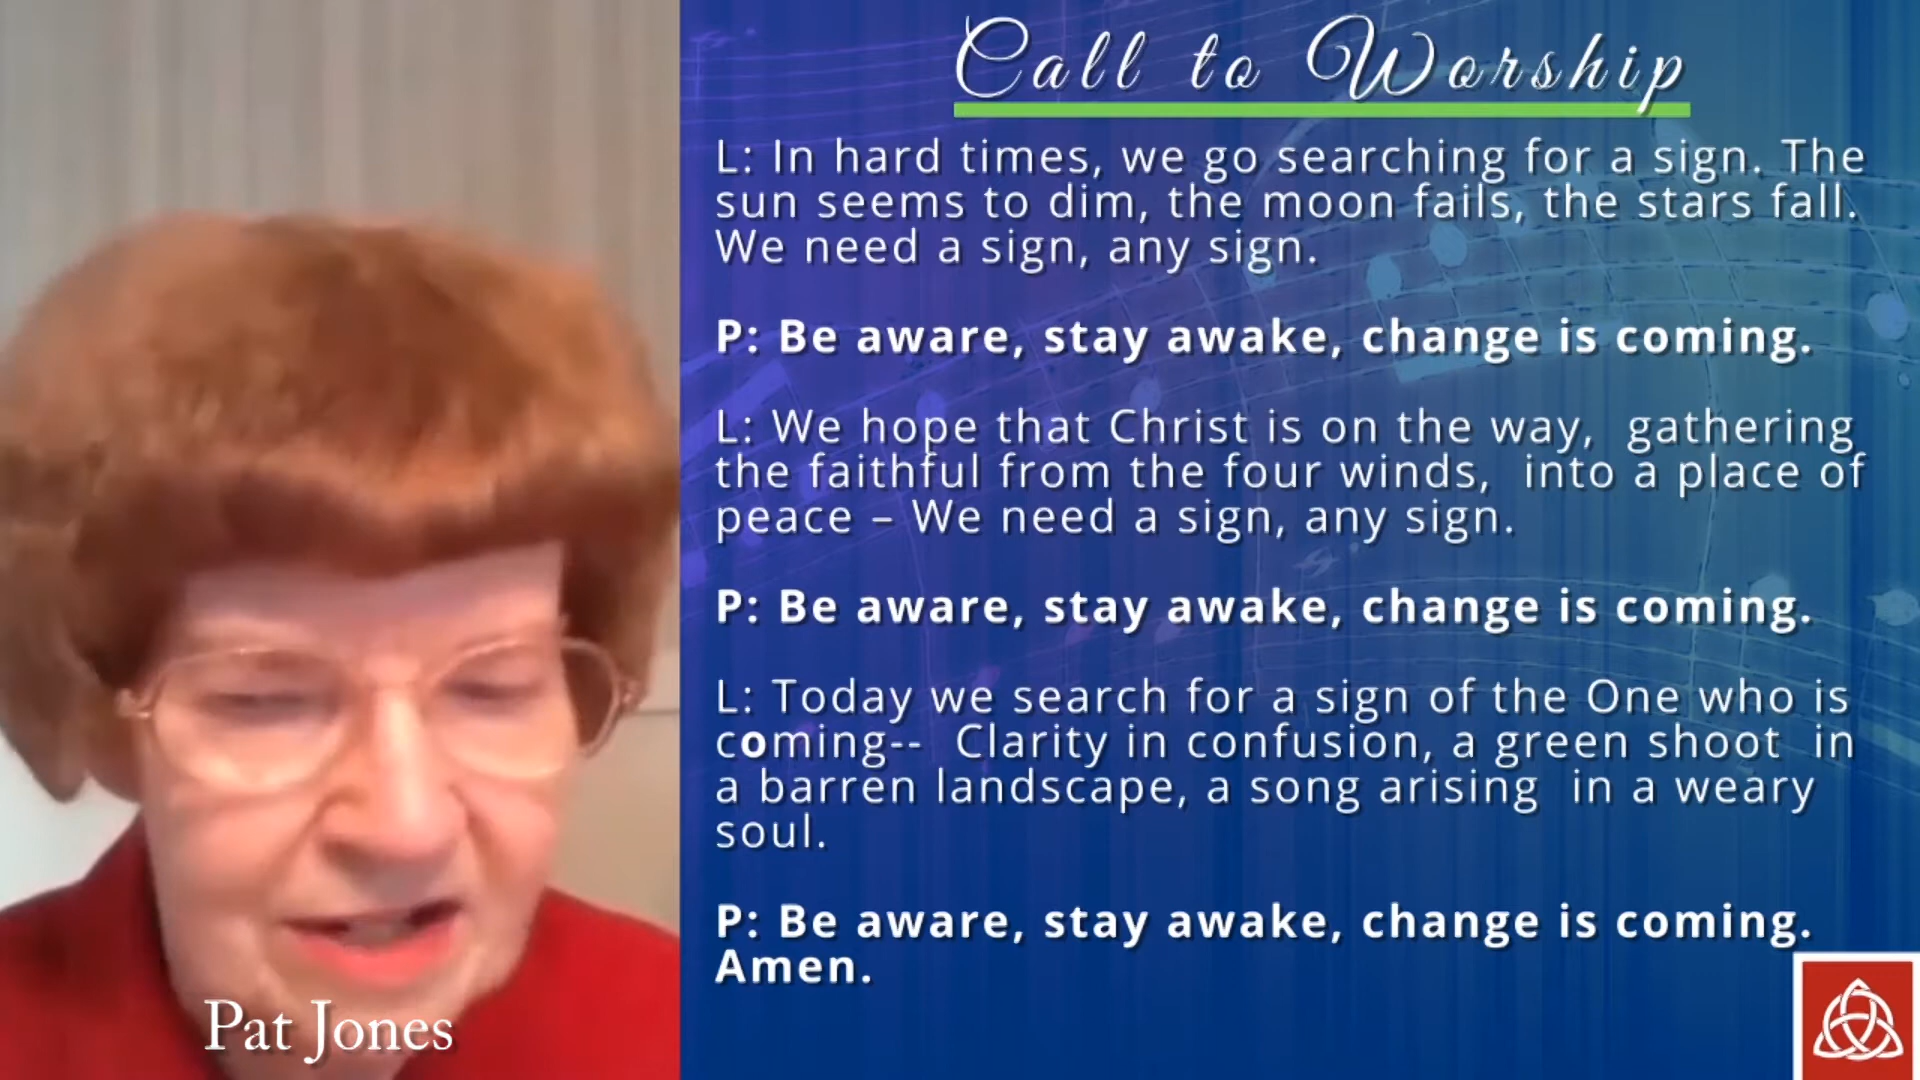 Call to Worship
L: In hard times, we go searching for a sign. The
sun seems to dim, the moon fails, the stars fall.
We need a sign, any sign.
P: Be aware, stay awake, change is coming.
L: We hope that Christ is on the way,  gathering
the faithful from the four winds,  into a place of
peace – We need a sign, any sign.
P: Be aware, stay awake, change is coming.
L: Today we search for a sign of the One who is
coming--  Clarity in confusion, a green shoot  in
a barren landscape, a song arising  in a weary
soul.
P: Be aware, stay awake, change is coming.
Amen.
Pat Jones